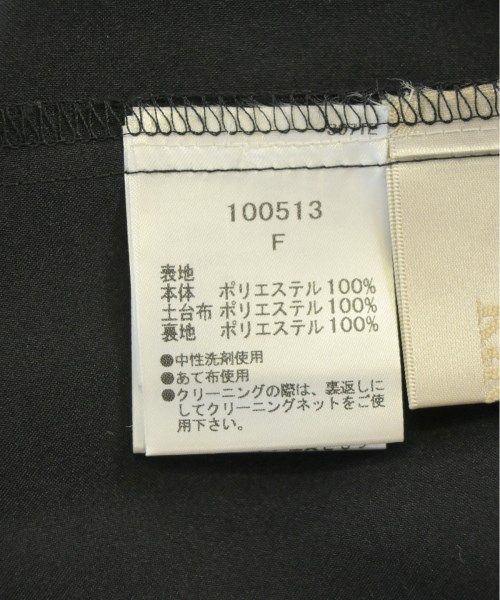 100513
F
表地
本体 ポリエステル100%
土台布 ポリエステル100%
裏地 ポリエステル100%
●中性洗剤使用
●あて布使用
●クリーニングの際は、裏返しに
してクリーニングネットをご使
用下さい。